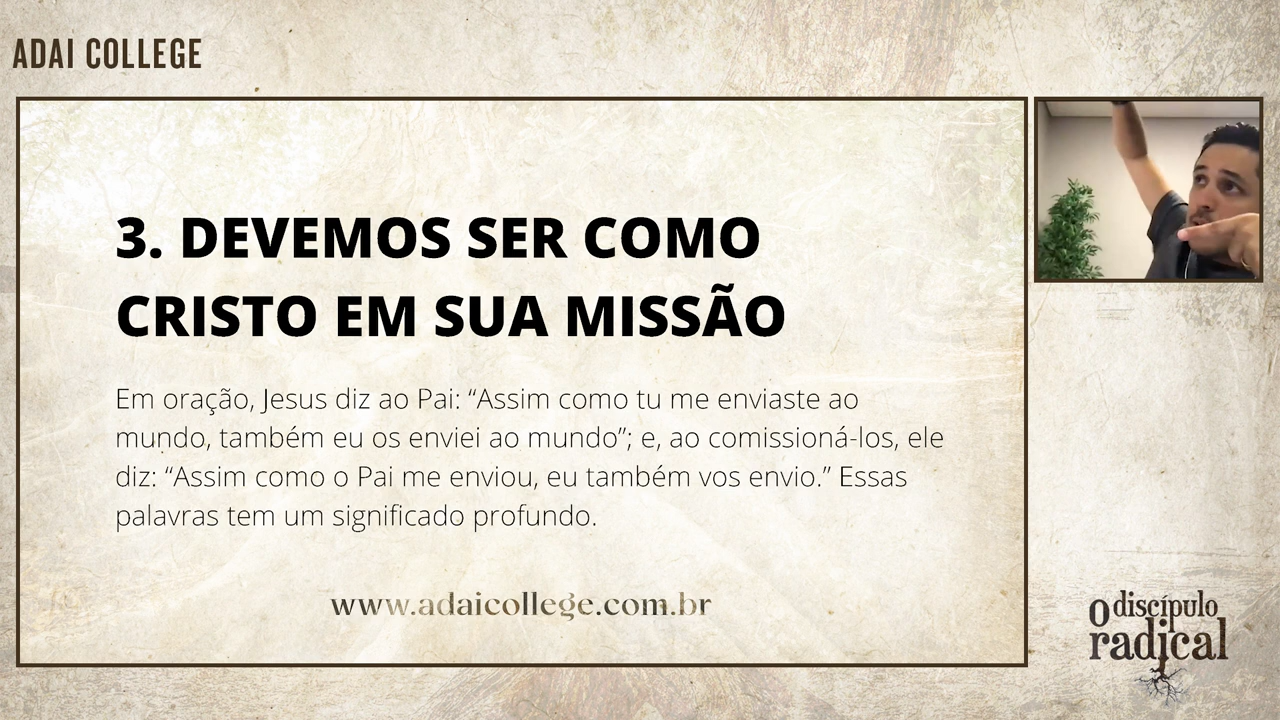 ADAI COLLEGE
3. DEVEMOS SER COMO
CRISTO EM SUA MISSÃO
Em oração, Jesus diz ao Pai: “Assim como tu me enviaste ao
mundo, também eu os enviei ao mundo”; e, ao comissioná-los, ele
diz: “Assim como o Pai me enviou, eu também vos envio.” Essas
palavras tem um significado profundo.
www.adaicollege.com.br
o discípulo
radical